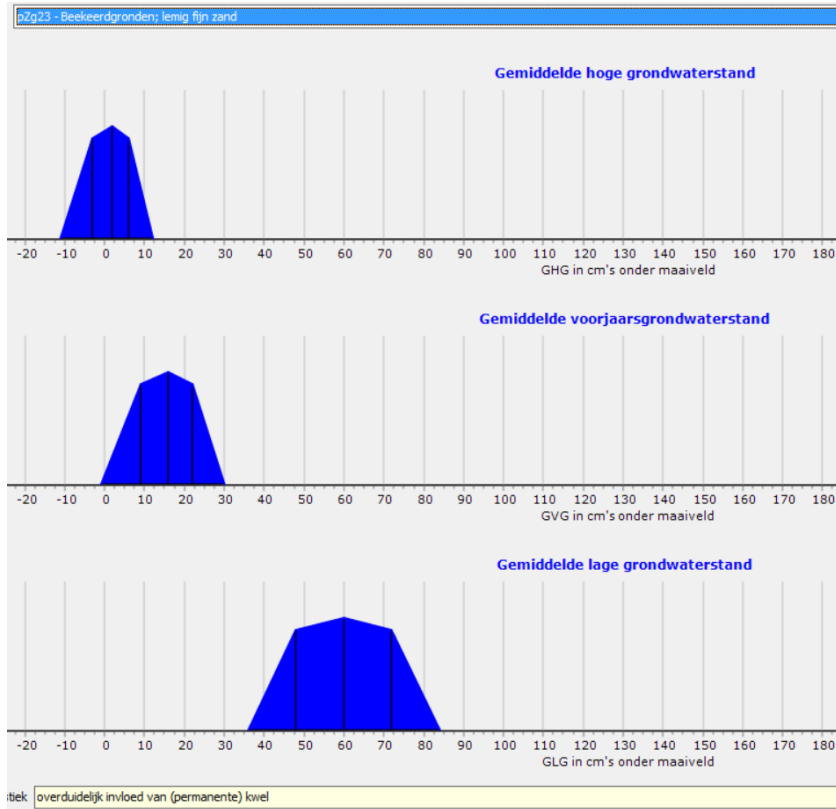 pZg23 - Beekeerdgronden; lemig fijn zand
Gemiddelde hoge grondwaterstand
-20 -10 0 10 20 30 40 50 60 70 80 90 100 110 120 130 140 150 160 170 180
GHG in cm's onder maaiveld
Gemiddelde voorjaarsgrondwaterstand
-20 -10 0 10 20 30 40 50 60 70 80 90 100 110 120 130 140 150 160 170 180
GVG in cm's onder maaiveld
Gemiddelde lage grondwaterstand
-20 -10 0 10 20 30 40 50 60 70 80 90 100 110 120 130 140 150 160 170 180
GLG in cm's onder maaiveld
stiek overduidelijk invloed van (permanente) kwel